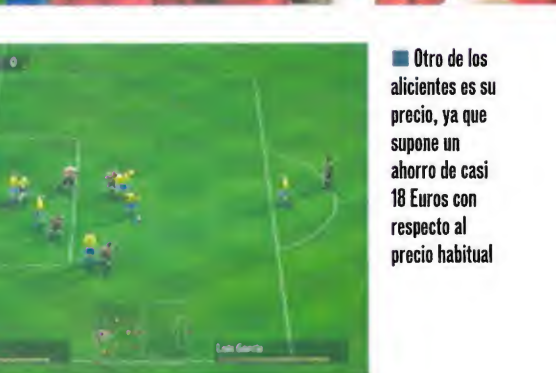 0
Otro de los
alicientes es su
precio, ya que
supone un
ahorro de casi
18 Euros con
respecto al
precio habitual
Luis García